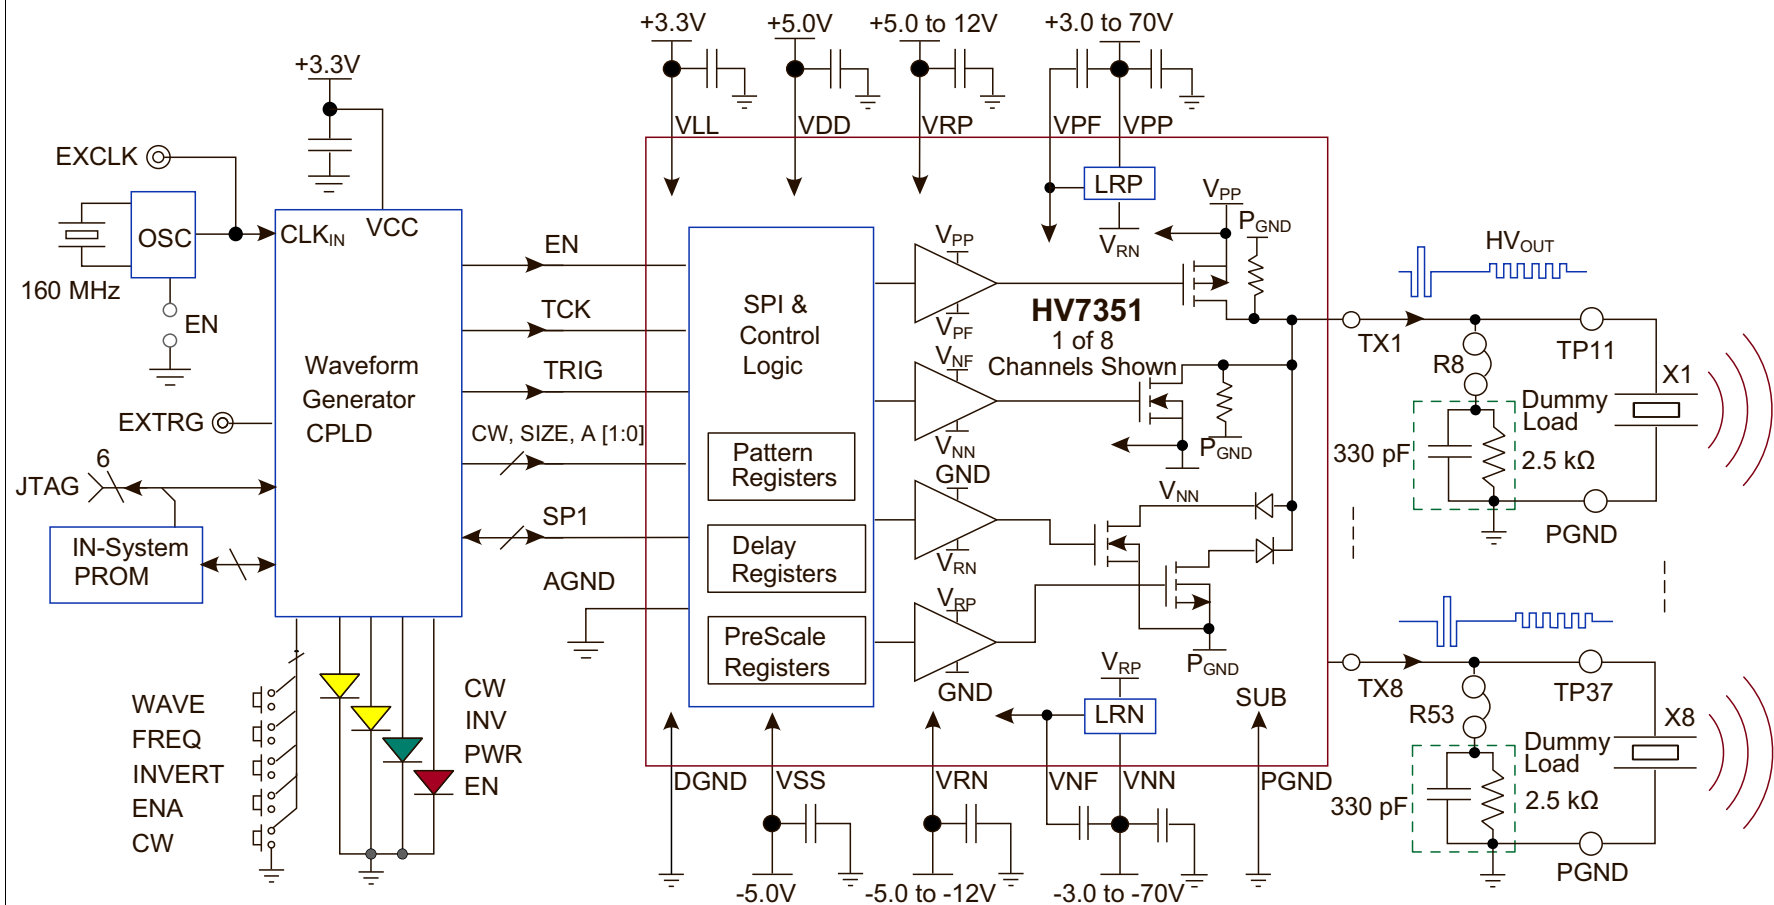 +3.3V
+5.0V
+5.0 to 12V
+3.0 to 70V
+3.3V
VLL
VDD
VRP
VPF
VPP
EXCLK
OSC
160 MHz
EN
CLKIN
VCC
Waveform
Generator
CPLD
EXTRG
6
JTAG
IN-System
PROM
EN
TCK
TRIG
CW, SIZE, A [1:0]
SP1
AGND
SPI &
Control
Logic
Pattern
Registers
Delay
Registers
PreScale
Registers
VPP
VPF
VNF
VNN
GND
VRN
VRP
GND
LRP
VRN
VPP
PGND
HV7351
1 of 8
Channels Shown
PGND
VNN
PGND
VRP
LRN
SUB
HVOUT
TX1
TP11
R8
X1
Dummy
Load
330 pF
2.5 kΩ
PGND
TX8
TP37
R53
X8
Dummy
Load
330 pF
2.5 kΩ
PGND
WAVE
FREQ
INVERT
ENA
CW
CW
INV
PWR
EN
DGND
VSS
VRN
VNF
VNN
PGND
-5.0V
-5.0 to -12V
-3.0 to -70V